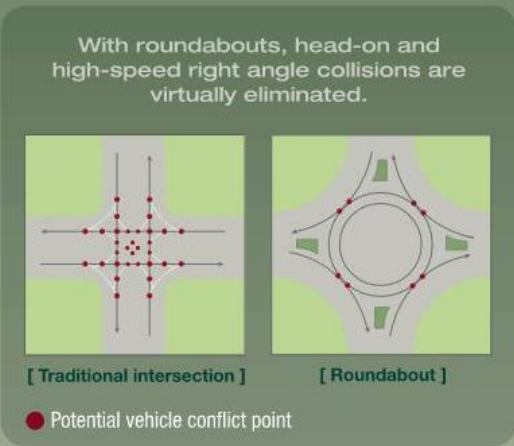 With roundabouts, head-on and
high-speed right angle collisions are
virtually eliminated.
[ Traditional intersection ]
[ Roundabout ]
Potential vehicle conflict point